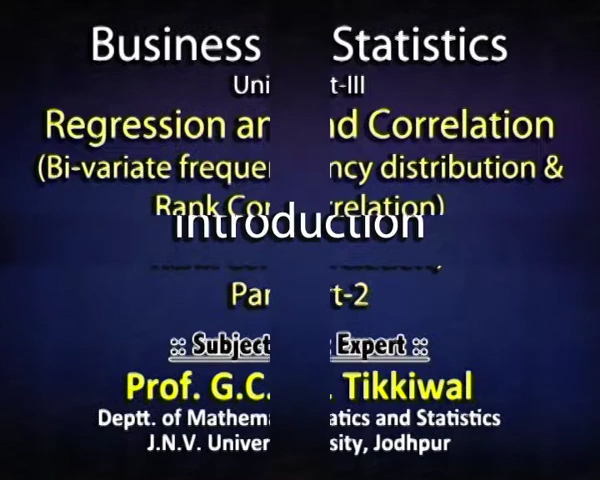 Business Statistics
Unit-III
Regression and Correlation
(Bi-variate frequency distribution &
Rank Correlation)
introduction
Part-2
:: Subject Expert ::
Prof. G.C. Tikkiwal
Deptt. of Mathematics and Statistics
J.N.V. University, Jodhpur